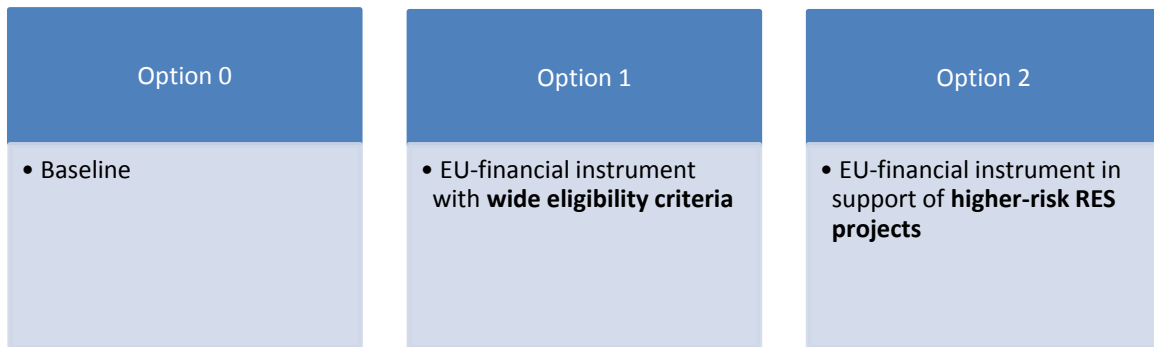 Option 0
• Baseline
Option 1
• EU-financial instrument
with wide eligibility criteria
Option 2
• EU-financial instrument in
support of higher-risk RES
projects